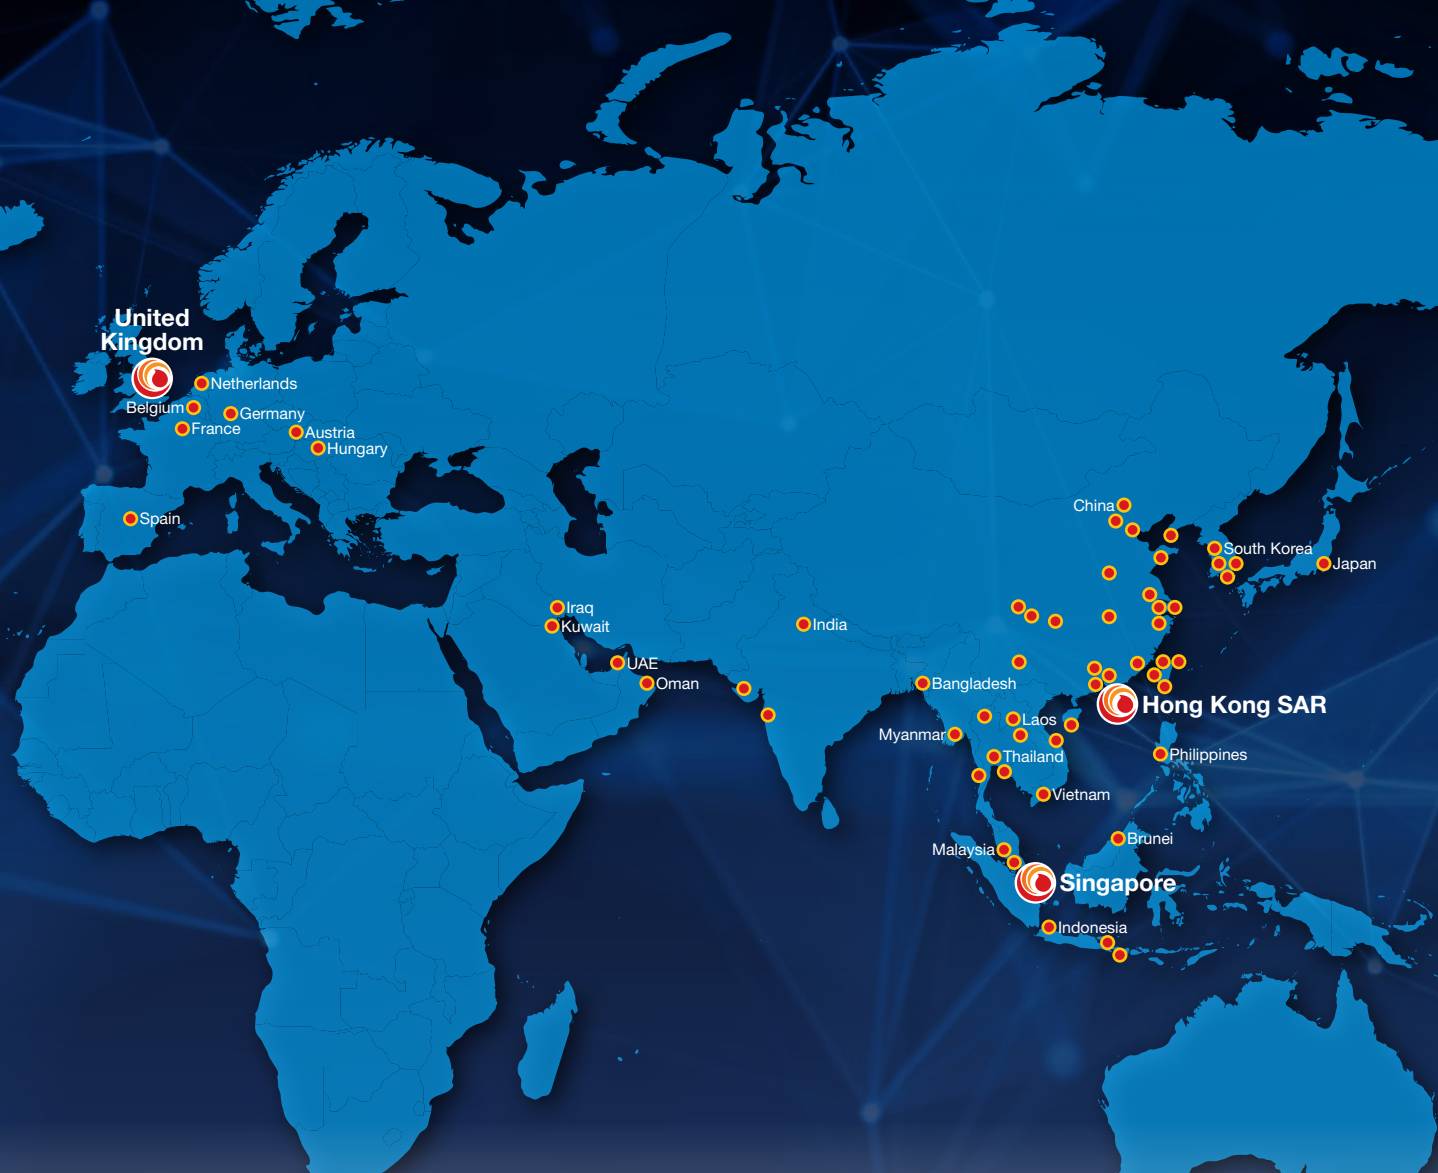 United
Kingdom
Netherlands
Belgium
Germany
France
Austria
Hungary
Spain
China
South Korea
Japan
Iraq
Kuwait
India
UAE
Oman
Bangladesh
Hong Kong SAR
Laos
Myanmar
Thailand
Philippines
Vietnam
Brunei
Malaysia
Singapore
Indonesia